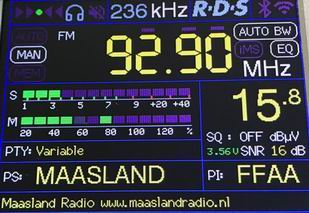 236 kHz R·D·S
AUTO FM AUTO BW
MAN 92.90 iMS EQ
MEM MHz
S 1 3 5 7 9 +20 +40
M 20 40 60 80 100 120 %
15.8
SQ : OFF dBµV
3.56V SNR 16 dB
PTY: Variable
PS: MAASLAND PI: FFAA
Maasland Radio www.maaslandradio.nl